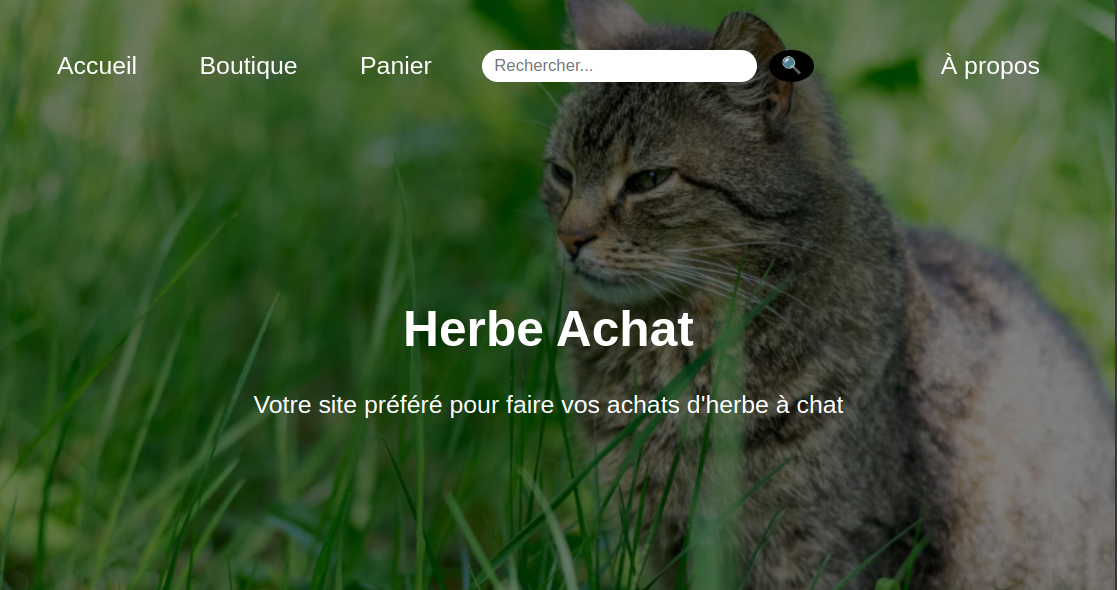 Accueil Boutique Panier Rechercher... À propos
Herbe Achat
Votre site préféré pour faire vos achats d'herbe à chat